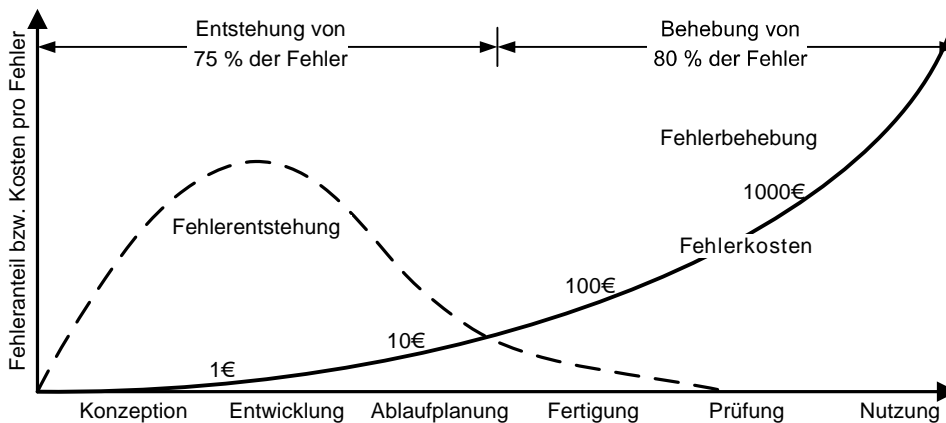 Fehleranteil bzw. Kosten pro Fehler
Entstehung von
75 % der Fehler
Behebung von
80 % der Fehler
Fehlerbehebung
1000€
Fehlerentstehung
Fehlerkosten
100€
10€
1€
Konzeption Entwicklung Ablaufplanung Fertigung Prüfung Nutzung